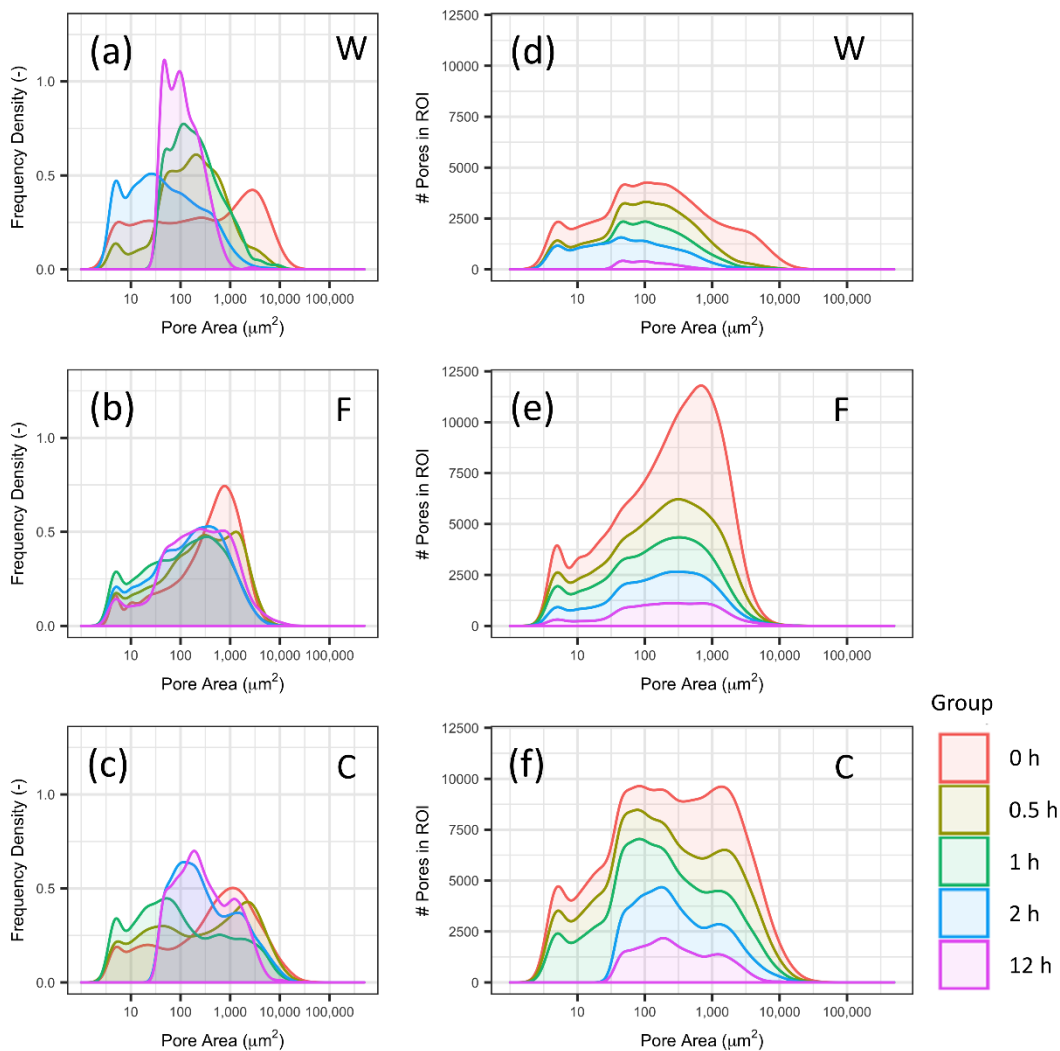 (a) W
1.0
0.5
0.0
Frequency Density (-)
10 100 1,000 10,000 100,000
Pore Area (μm²)
(d) W
12500
10000
7500
5000
2500
0
# Pores in ROI
10 100 1,000 10,000 100,000
Pore Area (μm²)
(b) F
1.0
0.5
0.0
Frequency Density (-)
10 100 1,000 10,000 100,000
Pore Area (μm²)
(e) F
12500
10000
7500
5000
2500
0
# Pores in ROI
10 100 1,000 10,000 100,000
Pore Area (μm²)
(c) C
1.0
0.5
0.0
Frequency Density (-)
10 100 1,000 10,000 100,000
Pore Area (μm²)
(f) C
12500
10000
7500
5000
2500
0
# Pores in ROI
10 100 1,000 10,000 100,000
Pore Area (μm²)
Group
0 h
0.5 h
1 h
2 h
12 h